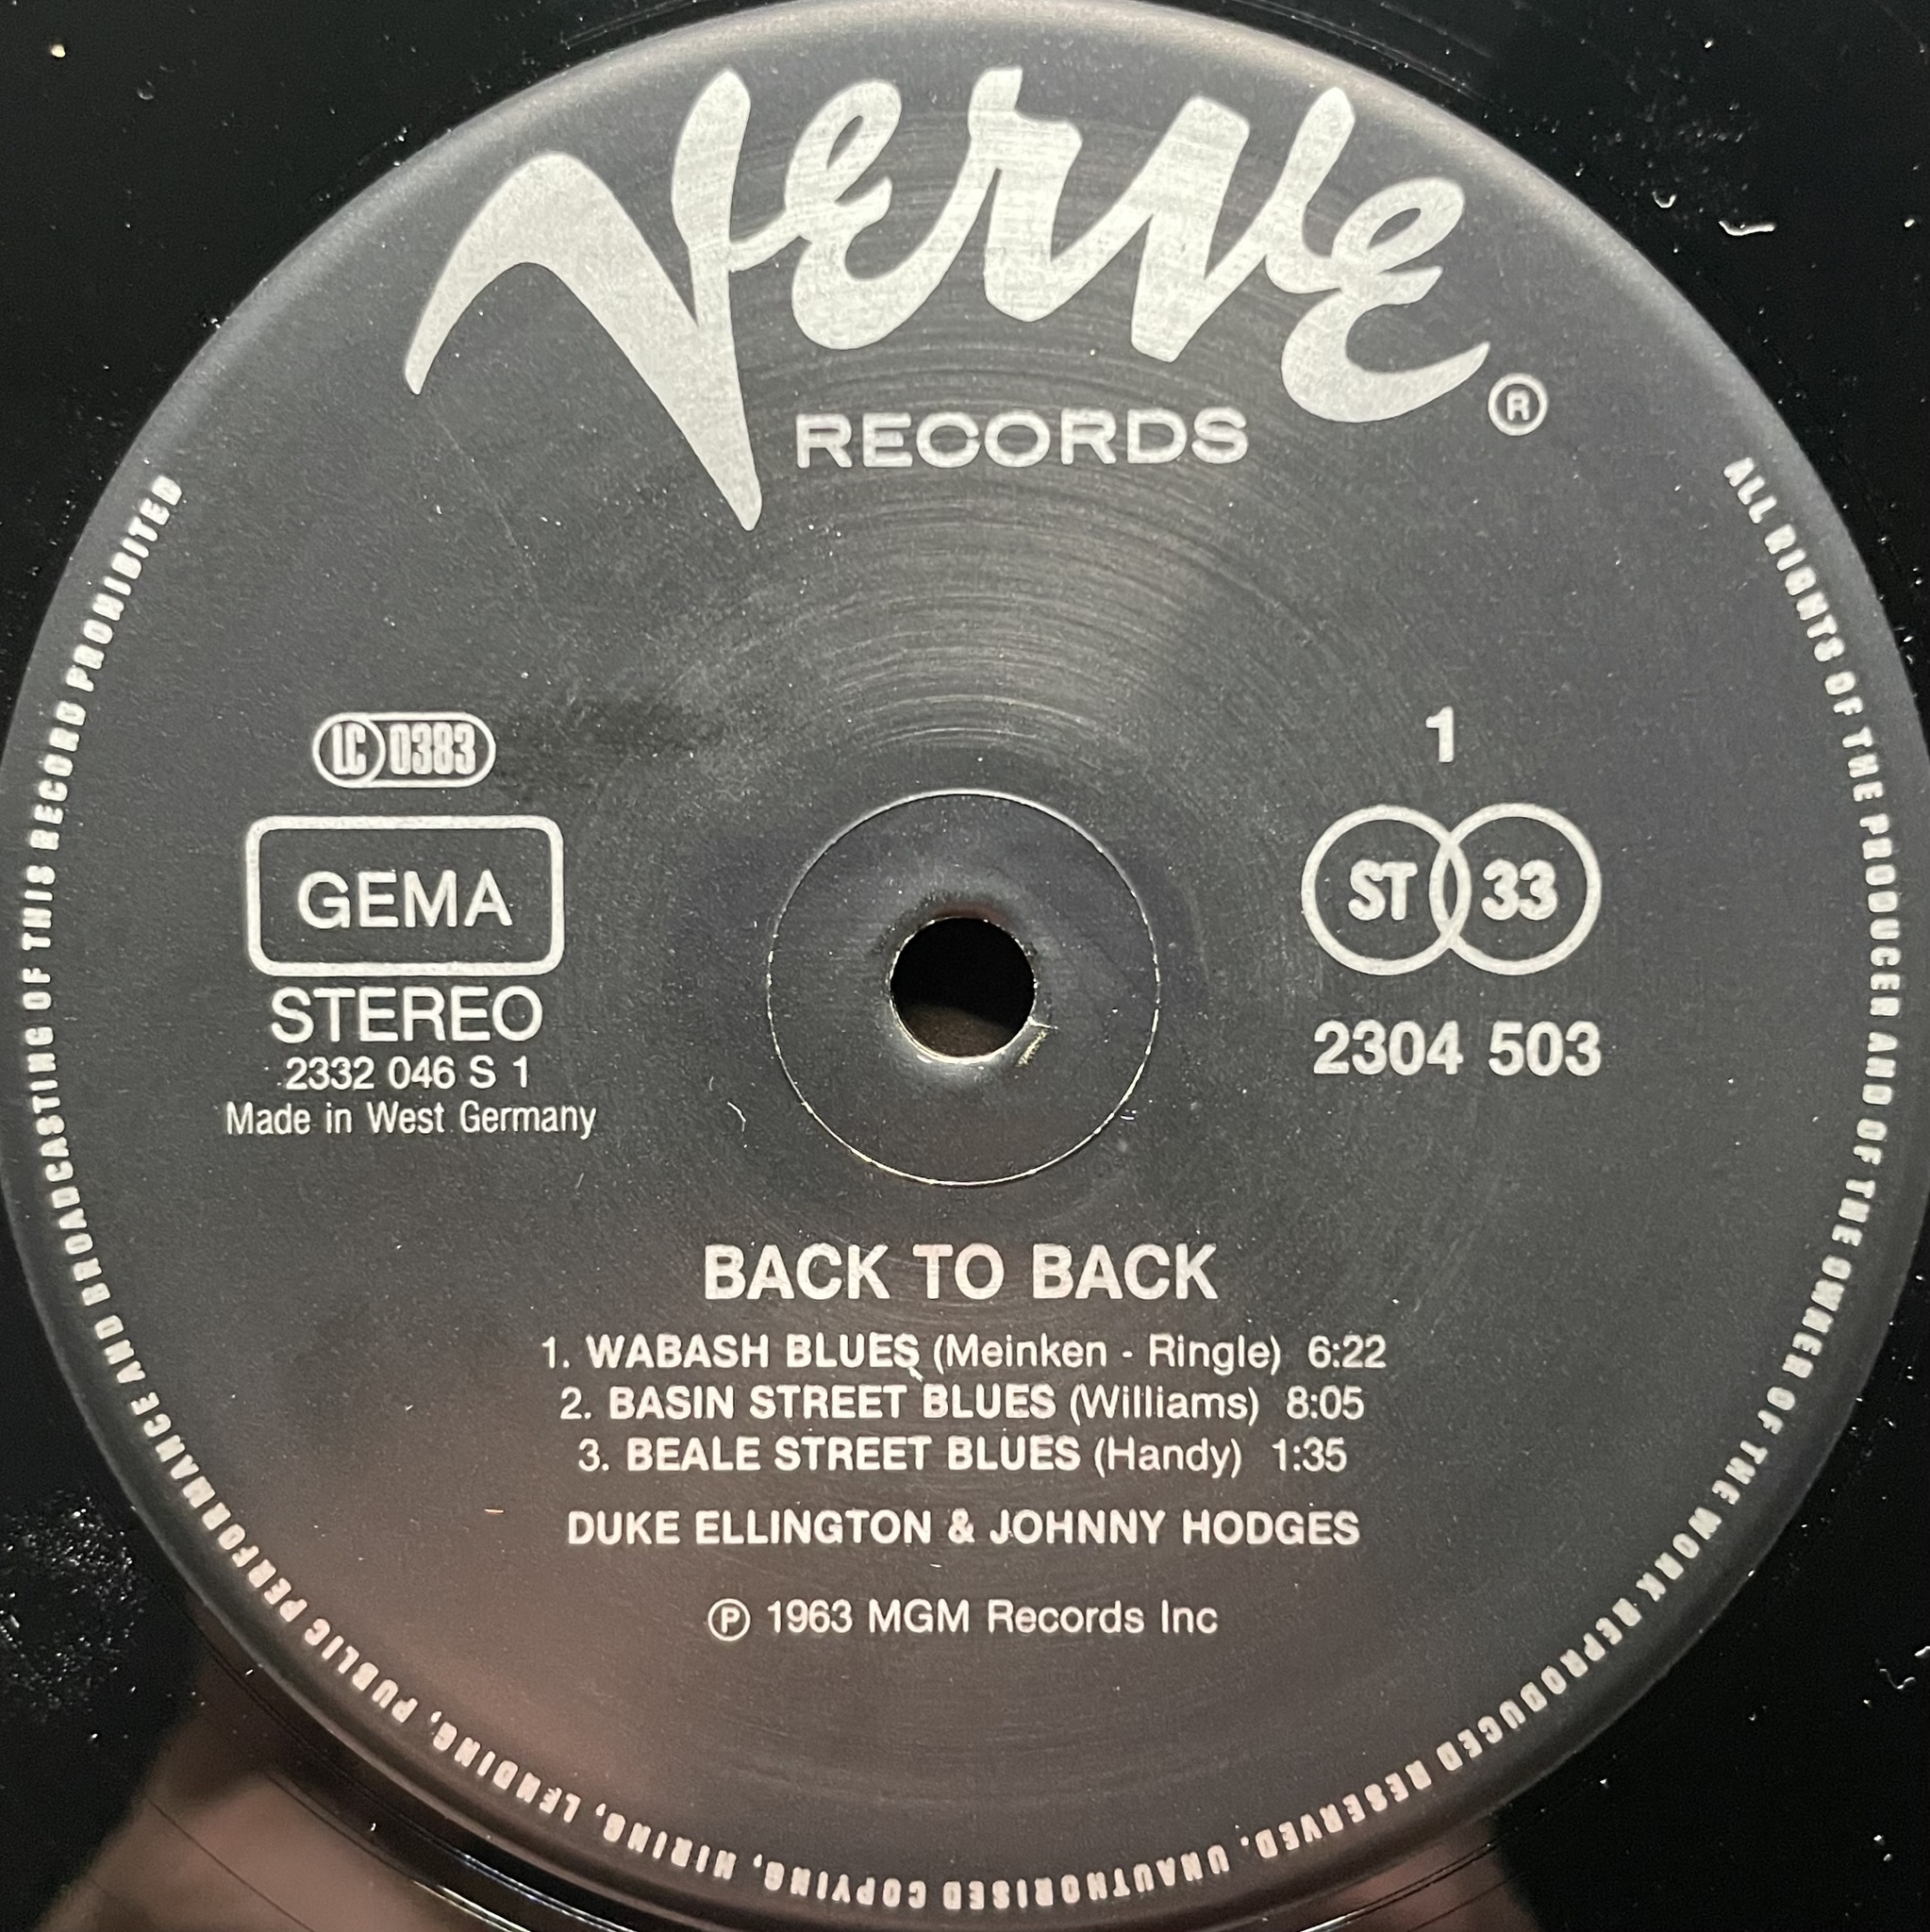 Verve
RECORDS ®
LC 0383
GEMA
STEREO
2332 046 S 1
Made in West Germany
1
ST 33
2304 503
BACK TO BACK
1. WABASH BLUES (Meinken - Ringle) 6:22
2. BASIN STREET BLUES (Williams) 8:05
3. BEALE STREET BLUES (Handy) 1:35
DUKE ELLINGTON & JOHNNY HODGES
℗ 1963 MGM Records Inc
ALL RIGHTS OF THE PRODUCER AND OF THE OWNER OF THE WORK REPRODUCED RESERVED. UNAUTHORISED COPYING, HIRING, LENDING, PUBLIC PERFORMANCE AND BROADCASTING OF THIS RECORD PROHIBITED